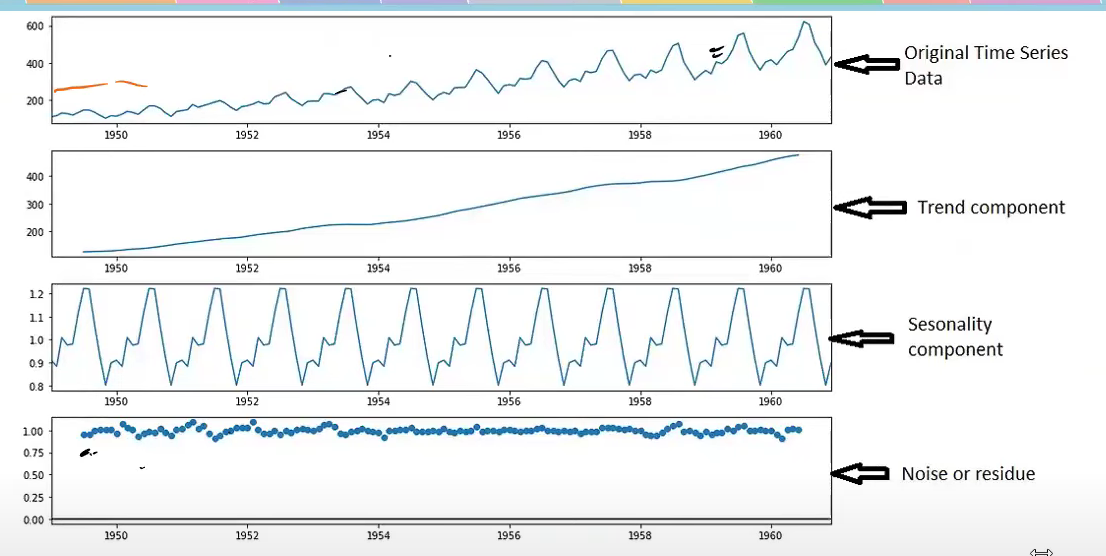 600
400
200
1950 1952 1954 1956 1958 1960
Original Time Series
Data
400
300
200
1950 1952 1954 1956 1958 1960
Trend component
1.2
1.1
1.0
0.9
0.8
1950 1952 1954 1956 1958 1960
Sesonality
component
1.00
0.75
0.50
0.25
0.00
1950 1952 1954 1956 1958 1960
Noise or residue